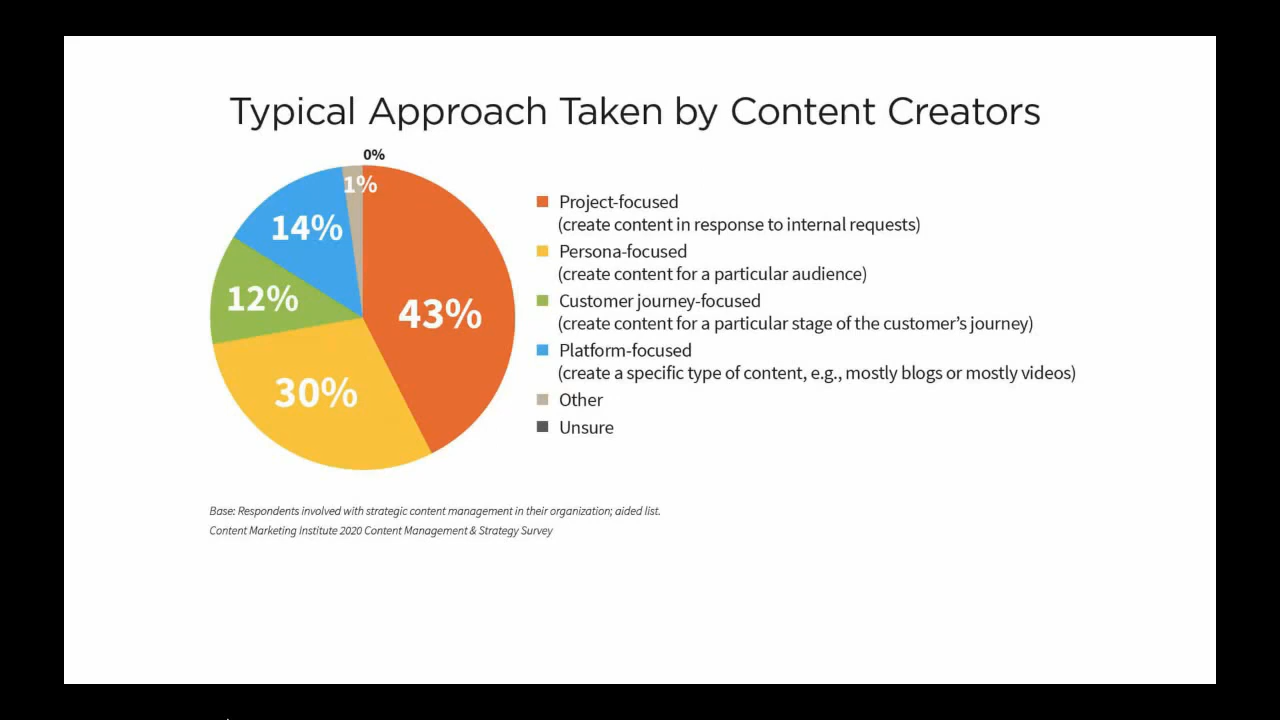 Typical Approach Taken by Content Creators
0%
1%
14%
12%
43%
30%
Project-focused
(create content in response to internal requests)
Persona-focused
(create content for a particular audience)
Customer journey-focused
(create content for a particular stage of the customer’s journey)
Platform-focused
(create a specific type of content, e.g., mostly blogs or mostly videos)
Other
Unsure
Base: Respondents involved with strategic content management in their organization; aided list.
Content Marketing Institute 2020 Content Management & Strategy Survey